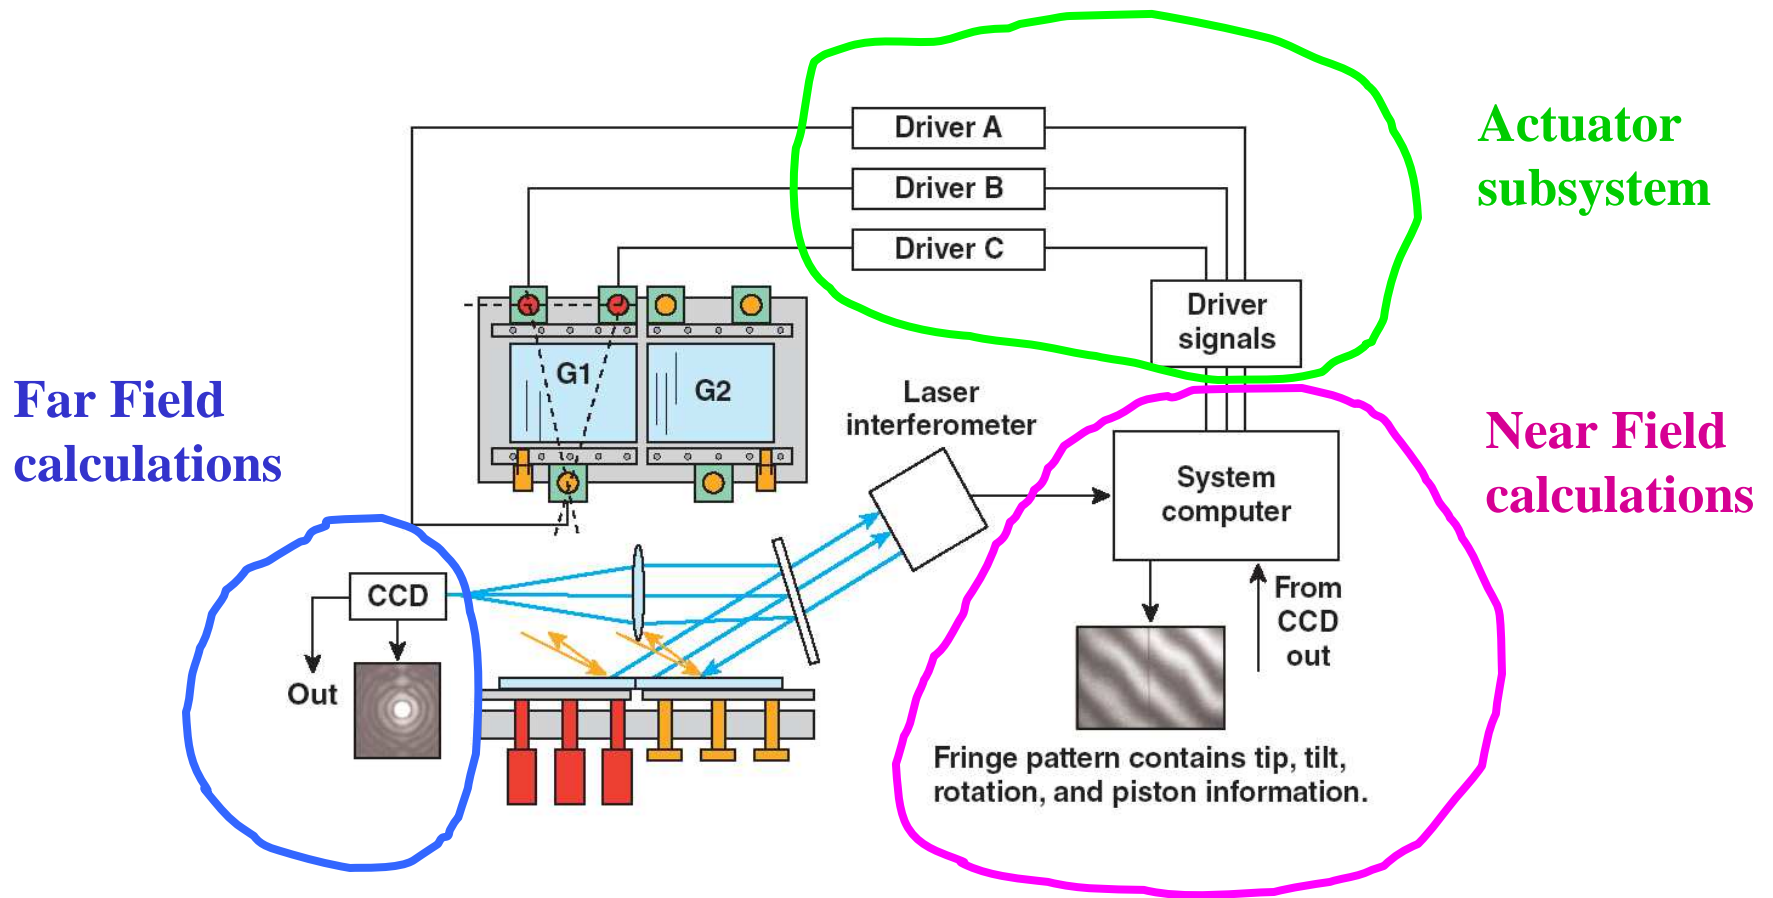 Driver A
Driver B
Driver C
Actuator
subsystem
Driver
signals
G1
G2
Far Field
calculations
Laser
interferometer
Near Field
calculations
System
computer
CCD
Out
From
CCD
out
Fringe pattern contains tip, tilt,
rotation, and piston information.